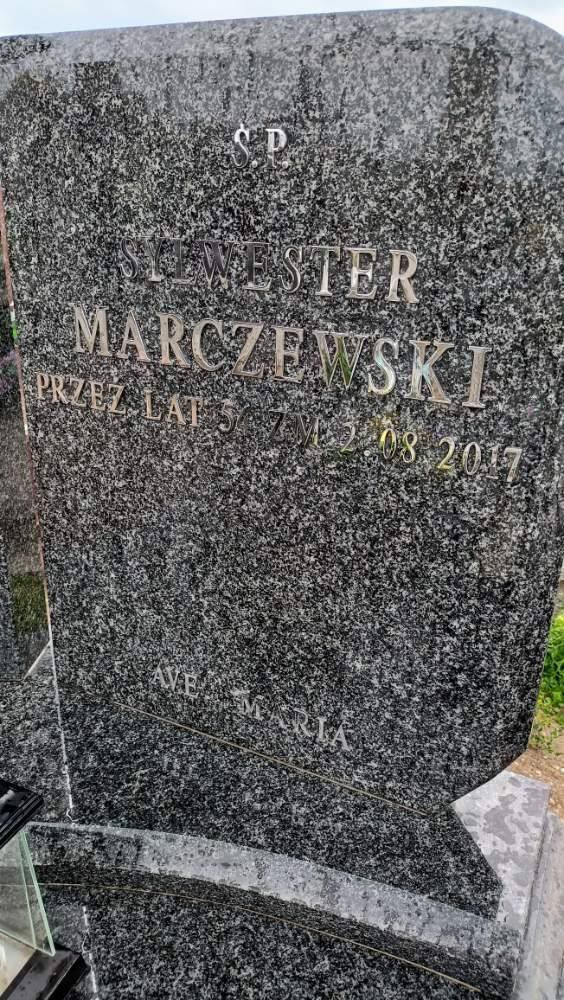 Ś.P.
SYLWESTER
MARCZEWSKI
PRZEZ LAT 56 ZM 2.08 2017
AVE MARIA